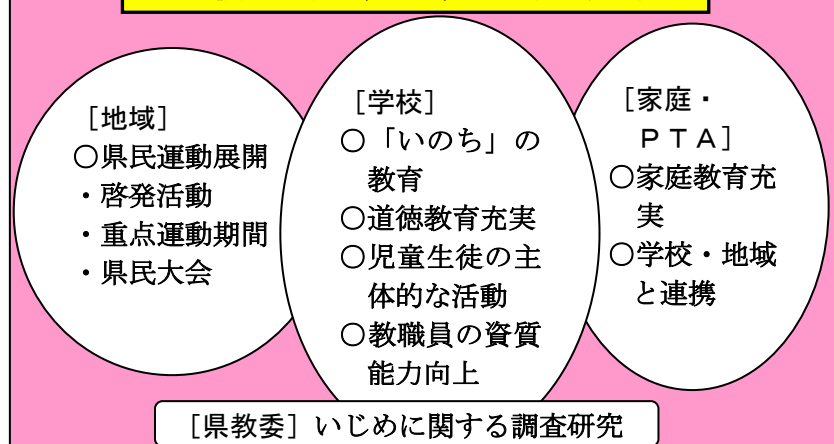 [地域]
○県民運動展開
・啓発活動
・重点運動期間
・県民大会
[学校]
○「いのち」の
教育
○道徳教育充実
○児童生徒の主
体的な活動
○教職員の資質
能力向上
[家庭・
ＰＴＡ]
○家庭教育充
実
○学校・地域
と連携
[県教委] いじめに関する調査研究